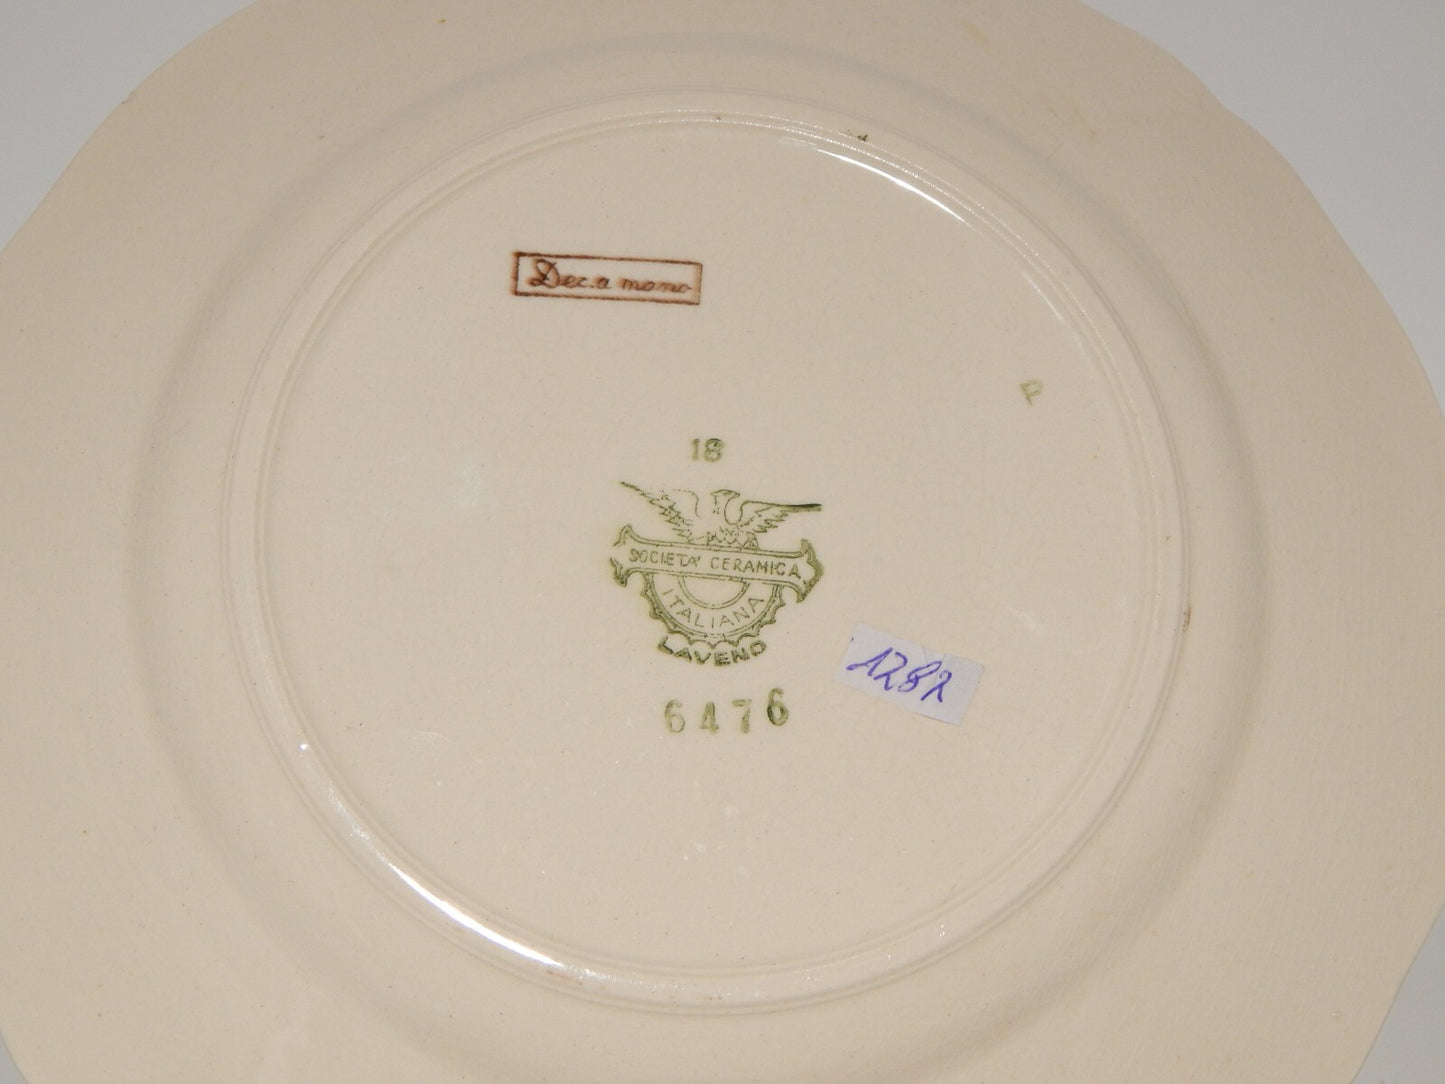 Dec. a mano
P
18
SOCIETA' CERAMICA
ITALIANA
LAVENO
6476
1282